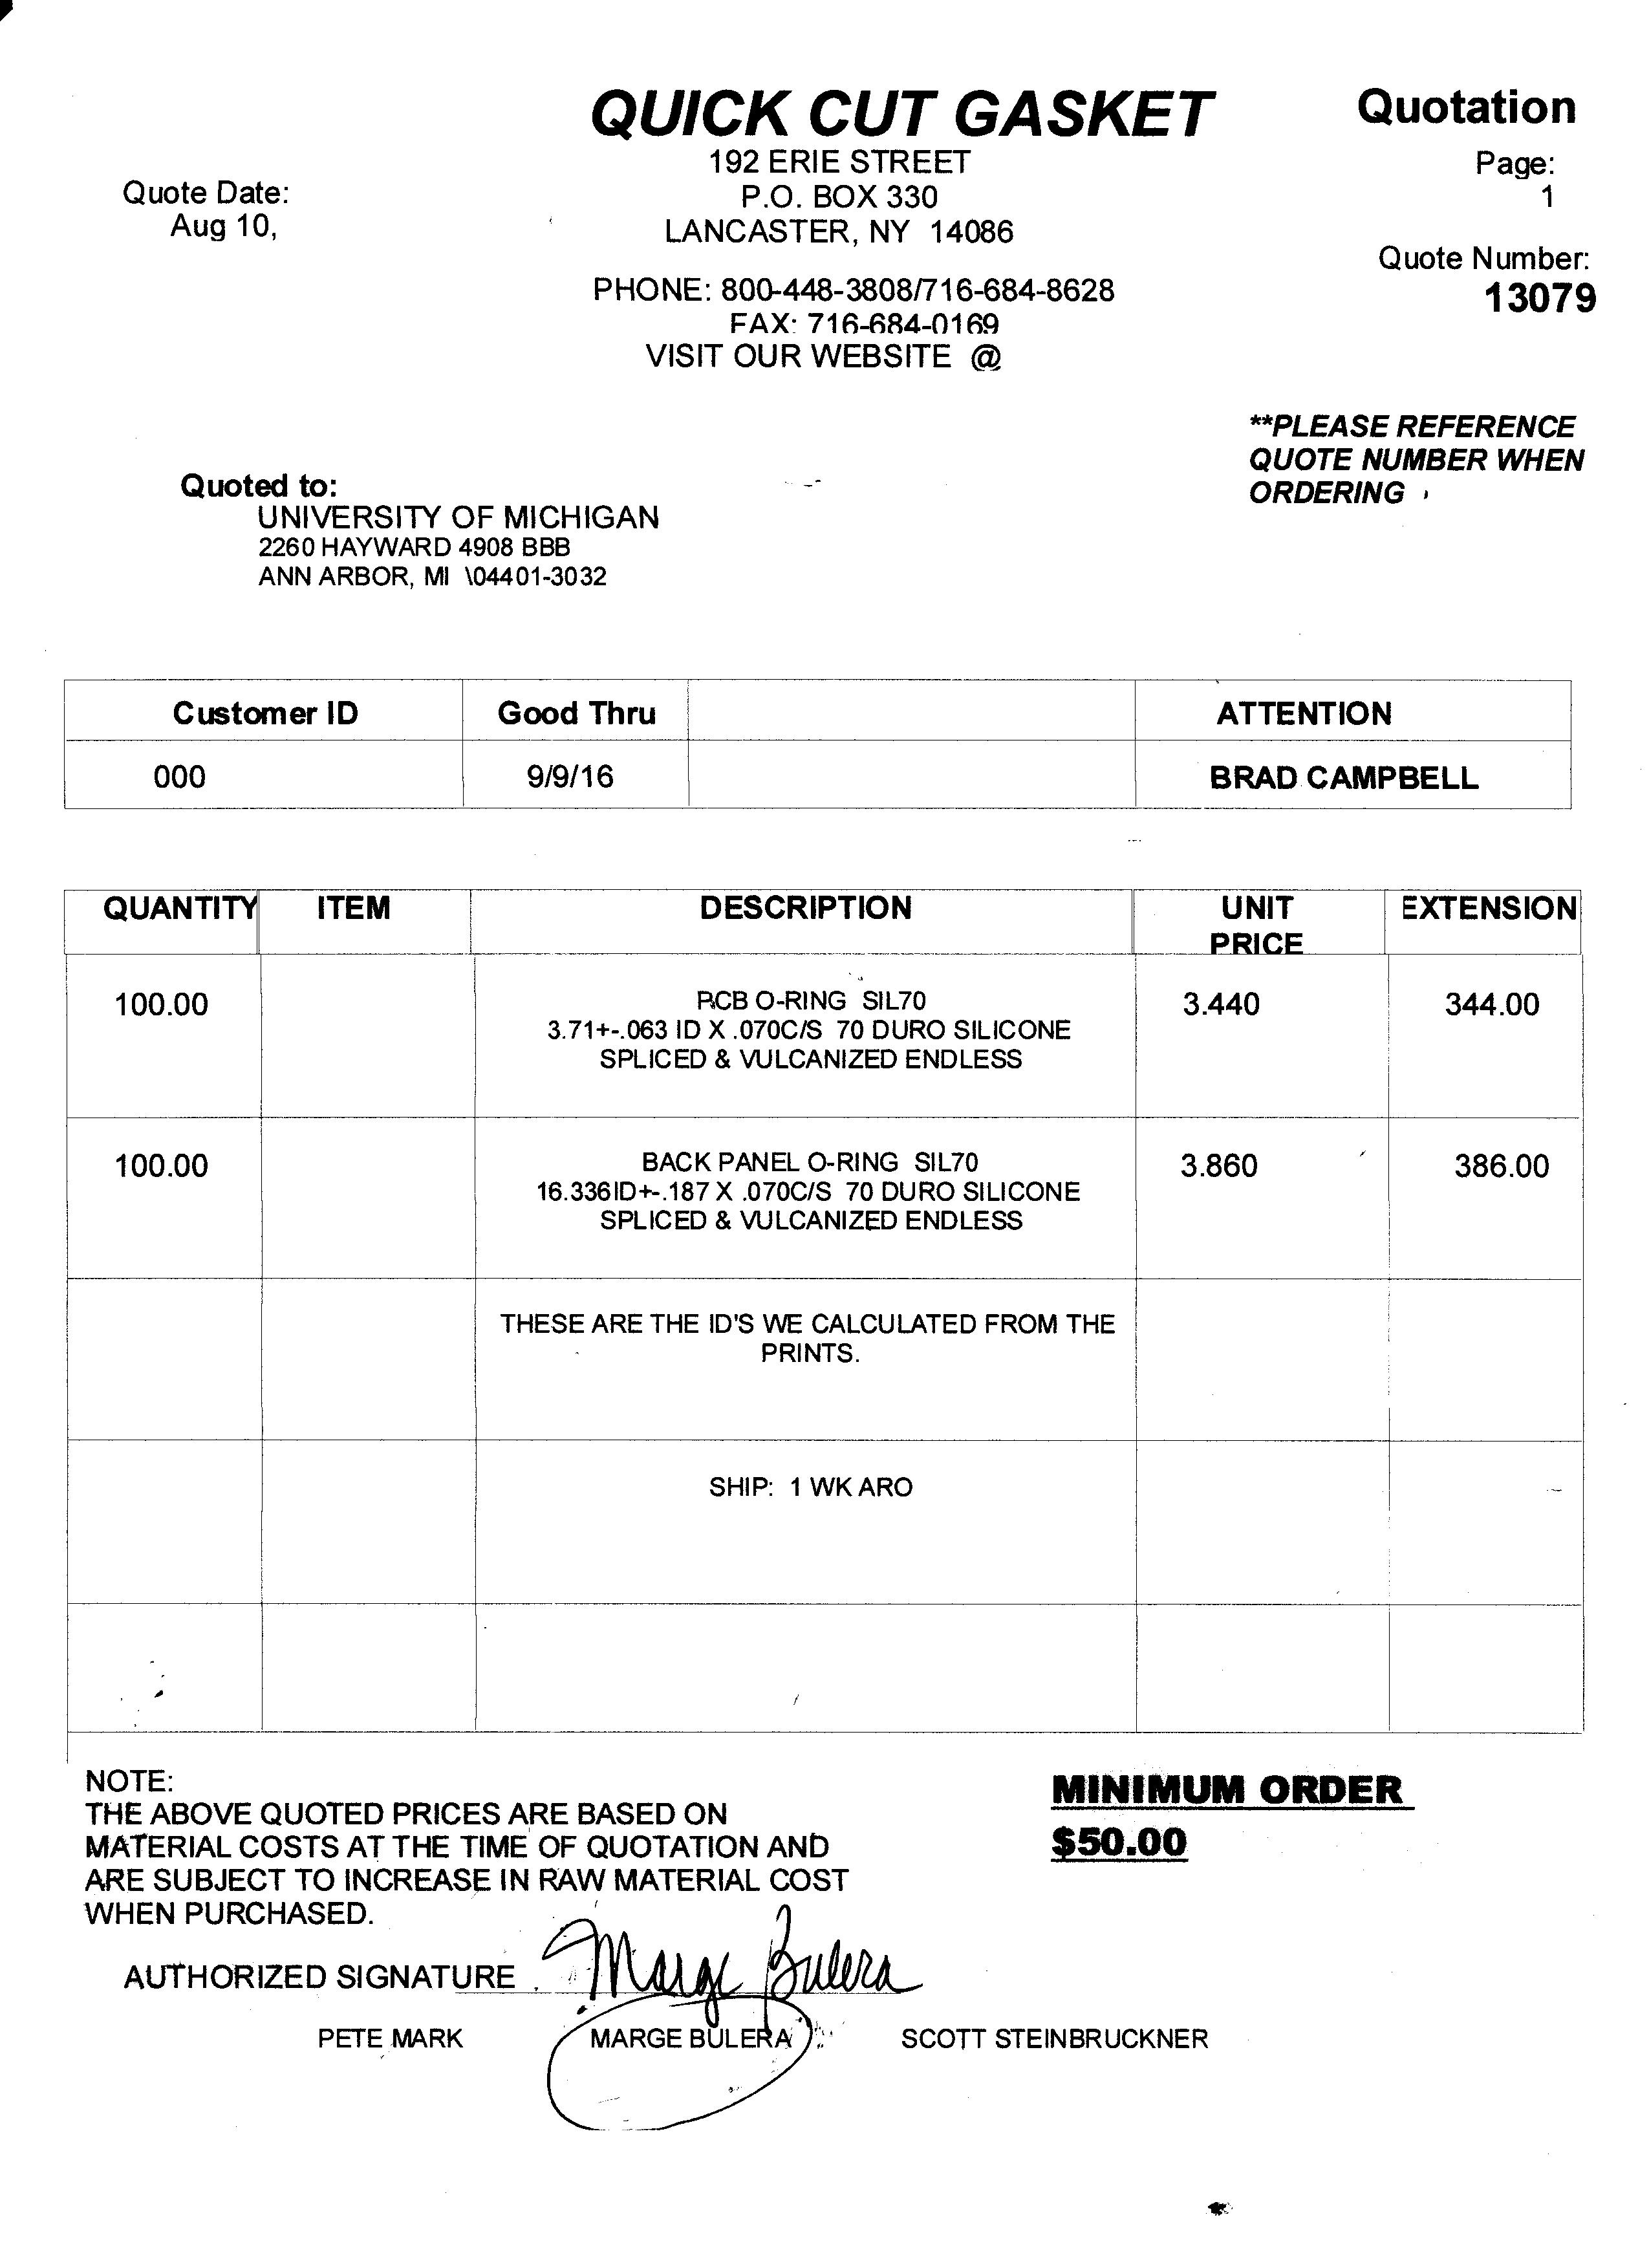 QUICK CUT GASKET
Quotation
192 ERIE STREET
P.O. BOX 330
LANCASTER, NY 14086
Page:
1
Quote Date:
Aug 10,
PHONE: 800-448-3808/716-684-8628
FAX: 716-684-0169
VISIT OUR WEBSITE @
Quote Number:
13079
**PLEASE REFERENCE
QUOTE NUMBER WHEN
ORDERING
Quoted to:
UNIVERSITY OF MICHIGAN
2260 HAYWARD 4908 BBB
ANN ARBOR, MI \04401-3032
Customer ID Good Thru ATTENTION
000 9/9/16 BRAD CAMPBELL
QUANTITY ITEM DESCRIPTION UNIT PRICE EXTENSION
100.00 PCB O-RING SIL70 3.440 344.00
3.71+-.063 ID X .070C/S 70 DURO SILICONE
SPLICED & VULCANIZED ENDLESS
100.00 BACK PANEL O-RING SIL70 3.860 386.00
16.336ID+-.187 X .070C/S 70 DURO SILICONE
SPLICED & VULCANIZED ENDLESS
THESE ARE THE ID'S WE CALCULATED FROM THE
PRINTS.
SHIP: 1 WK ARO
NOTE:
THE ABOVE QUOTED PRICES ARE BASED ON
MATERIAL COSTS AT THE TIME OF QUOTATION AND
ARE SUBJECT TO INCREASE IN RAW MATERIAL COST
WHEN PURCHASED.
MINIMUM ORDER
$50.00
AUTHORIZED SIGNATURE Marge Bulera
PETE MARK MARGE BULERA SCOTT STEINBRUCKNER